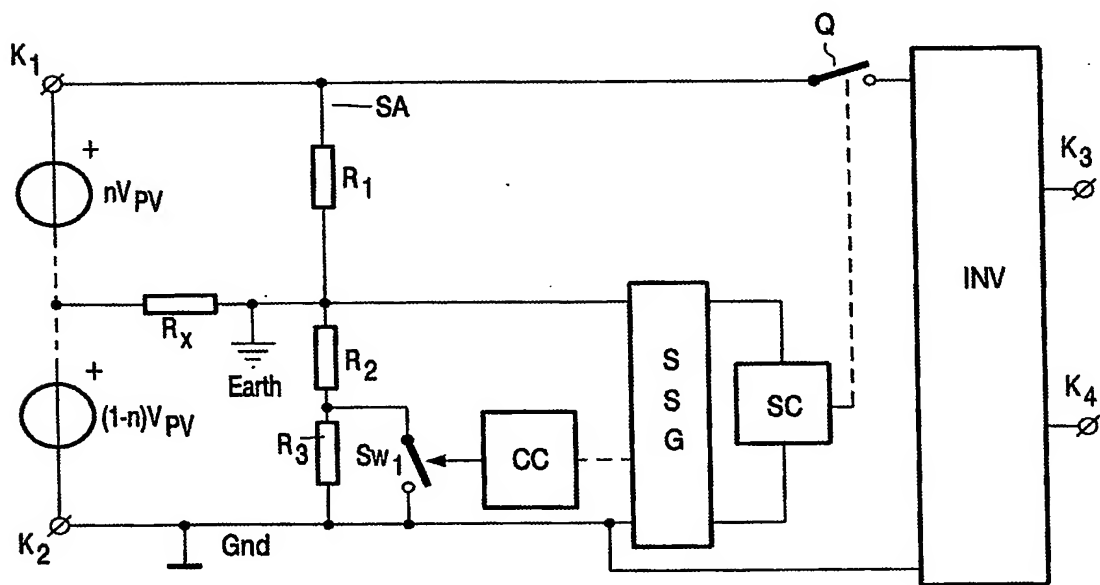 Q
K1
SA
+
nVPV
R1
K3
INV
Rx
Earth
R2
S
S
G
SC
+
(1-n)VPV
R3
Sw1
CC
K4
K2
Gnd